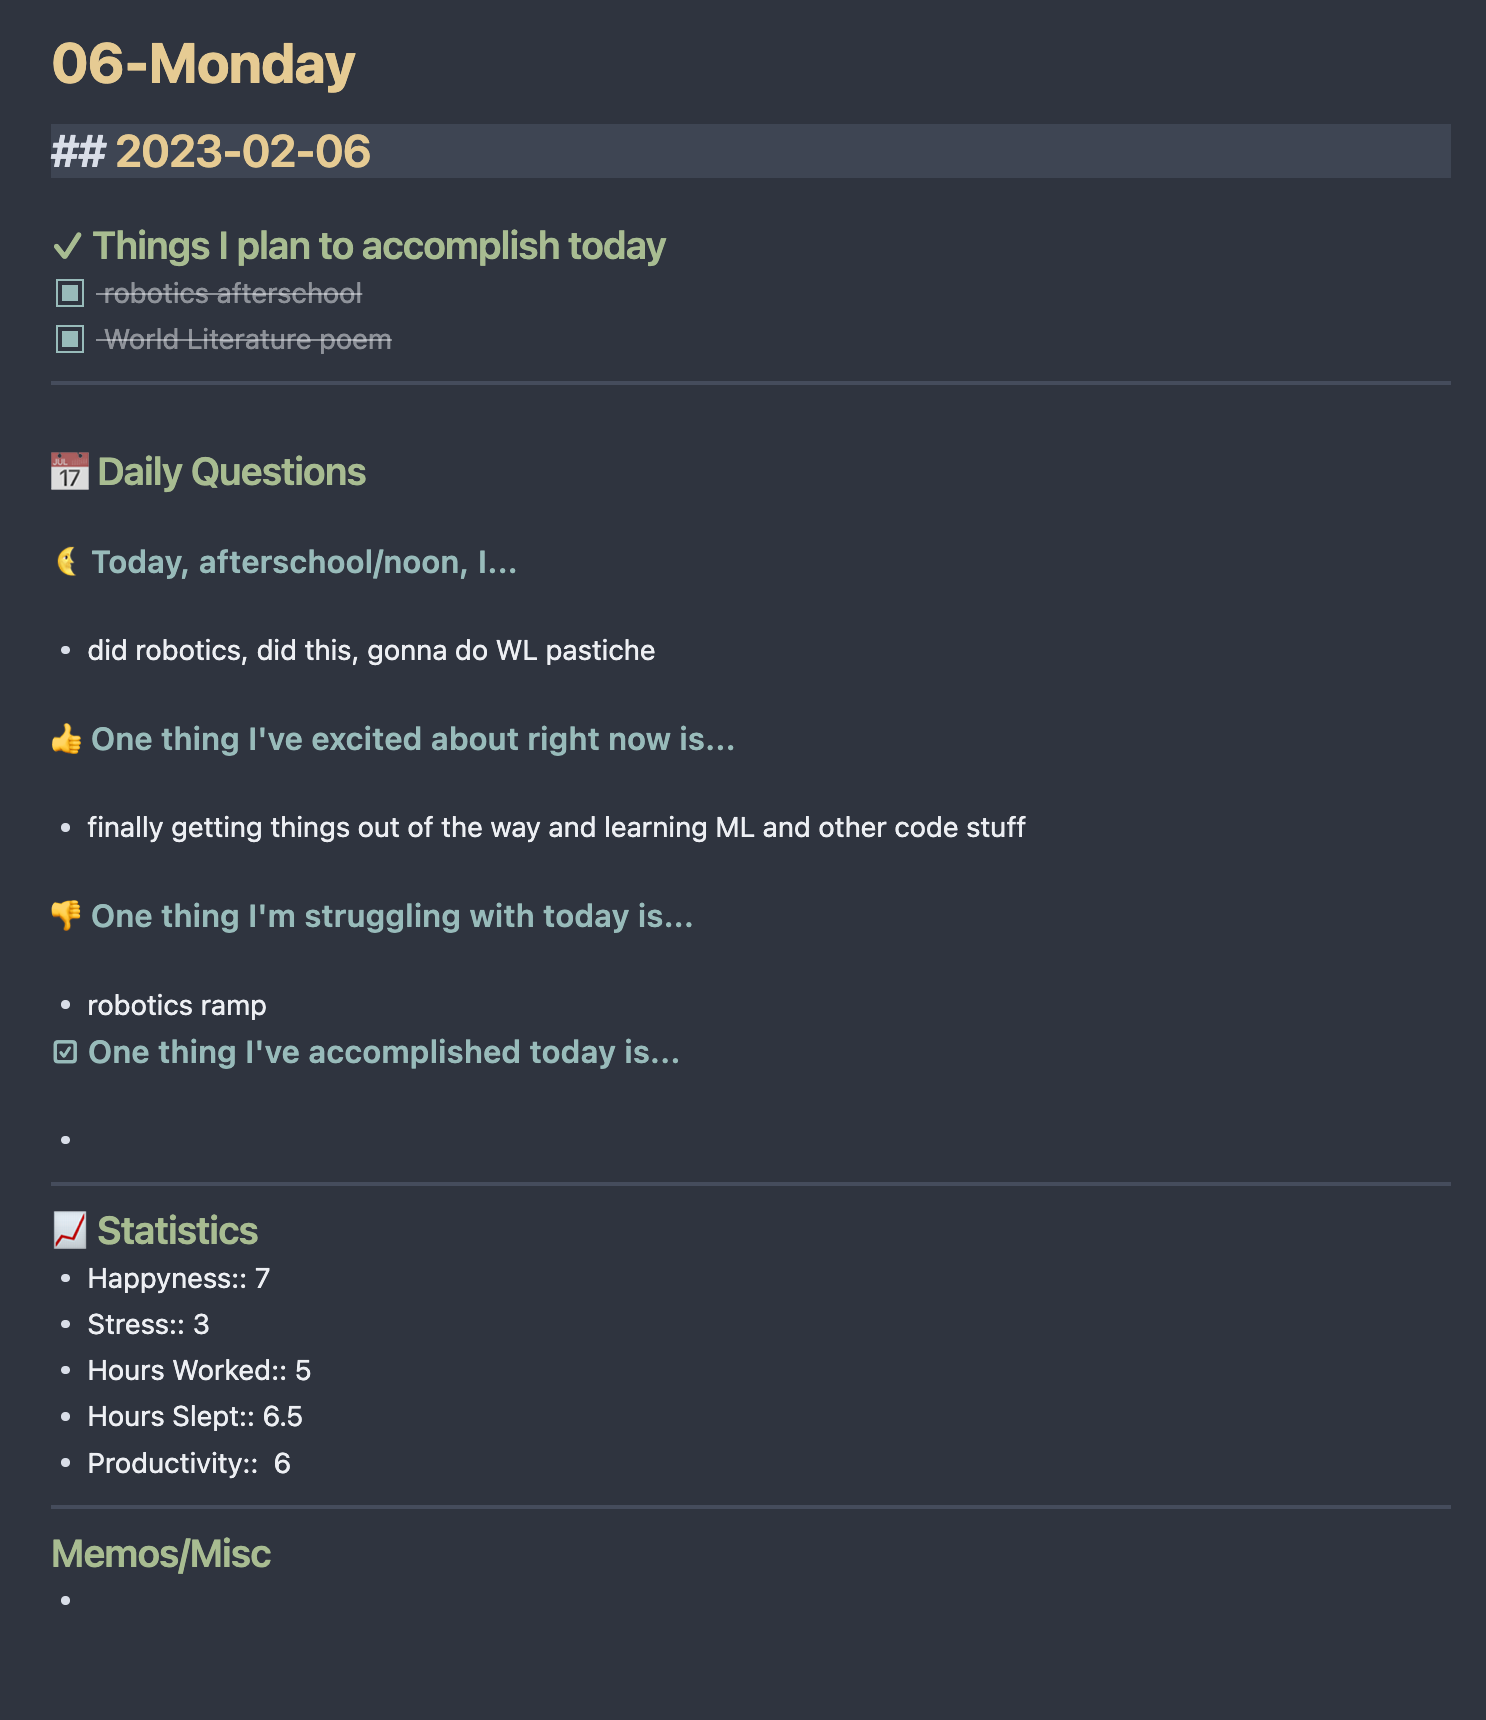 06-Monday
## 2023-02-06
✓ Things I plan to accomplish today
robotics afterschool
World Literature poem
📅 Daily Questions
🌜 Today, afterschool/noon, I...
• did robotics, did this, gonna do WL pastiche
👍 One thing I've excited about right now is...
• finally getting things out of the way and learning ML and other code stuff
👎 One thing I'm struggling with today is...
• robotics ramp
☑ One thing I've accomplished today is...
•
📈 Statistics
• Happyness:: 7
• Stress:: 3
• Hours Worked:: 5
• Hours Slept:: 6.5
• Productivity::  6
Memos/Misc
•